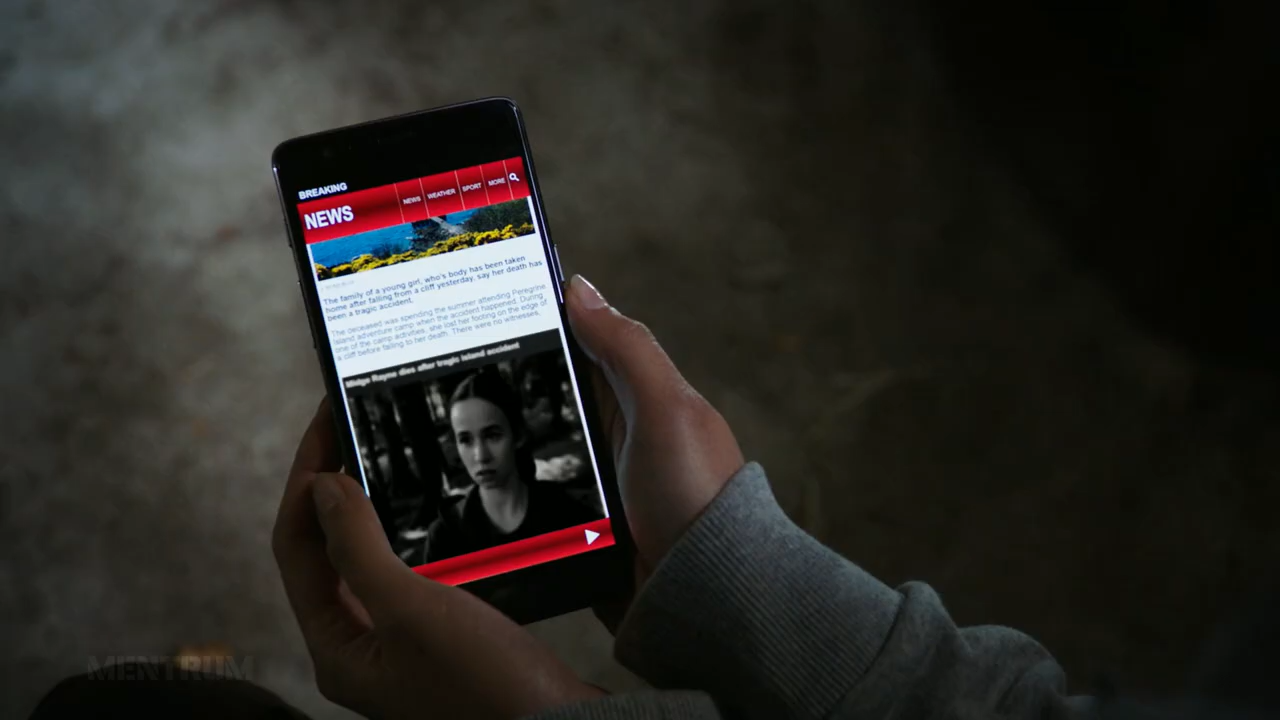 BREAKING
NEWS
NEWS WEATHER SPORT MORE
The family of a young girl, who's body has been taken
home after falling from a cliff yesterday, say her death has
been a tragic accident.
The deceased was spending the summer attending Peregrine
Island adventure camp when the accident happened. During
one of the camp activities, she lost her footing on the edge of
a cliff before falling to her death. There were no witnesses.
Midge Rayne dies after tragic island accident
MENTRUM